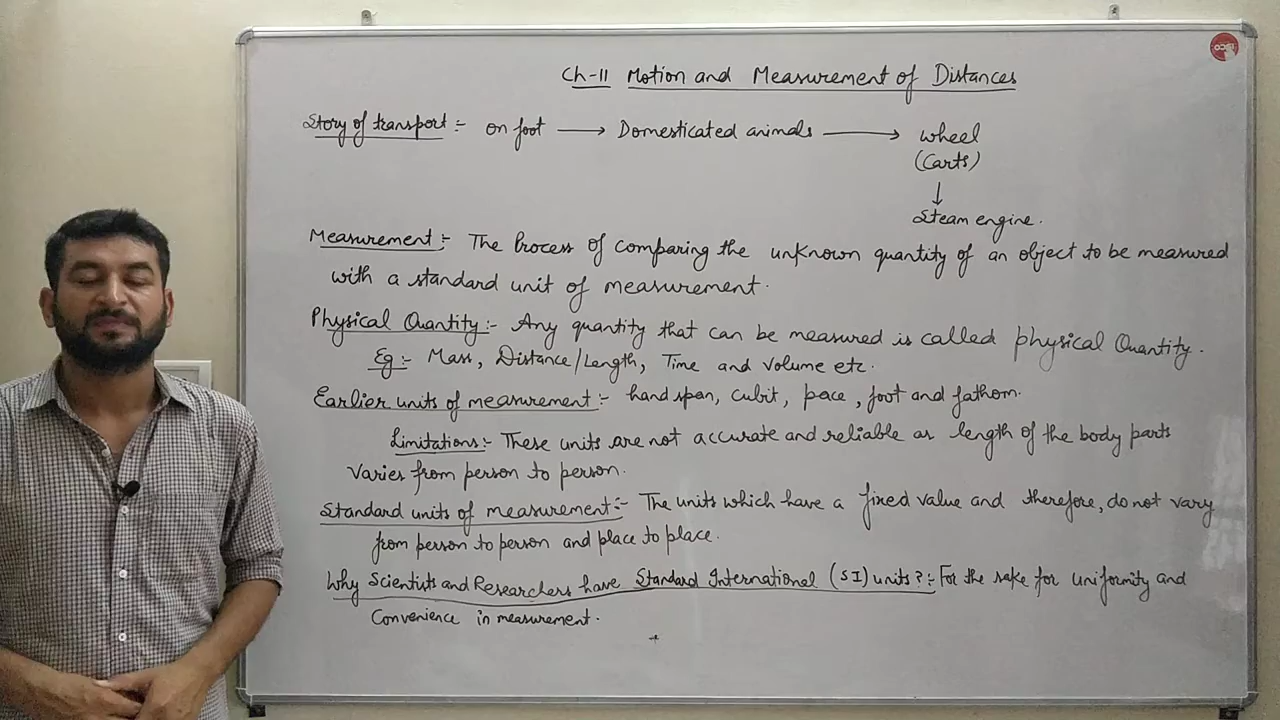 Ch-11 Motion and Measurement of Distances
Story of transport :- on foot → Domesticated animals → wheel
(Carts)
↓
Steam engine.
Measurement :- The Process of comparing the unknown quantity of an object to be measured
with a standard unit of measurement.
Physical Quantity :- Any quantity that can be measured is called physical Quantity.
Eg :- Mass, Distance/Length, Time and Volume etc.
Earlier units of measurement :- hand span, cubit, pace, foot and fathom.
Limitations :- These units are not accurate and reliable as length of the body parts
Varies from person to person.
Standard units of measurement :- The units which have a fixed value and therefore, do not vary
from person to person and place to place.
Why Scientists and Researchers have Standard International (SI) units? :- For the sake for uniformity and
Convenience in measurement.